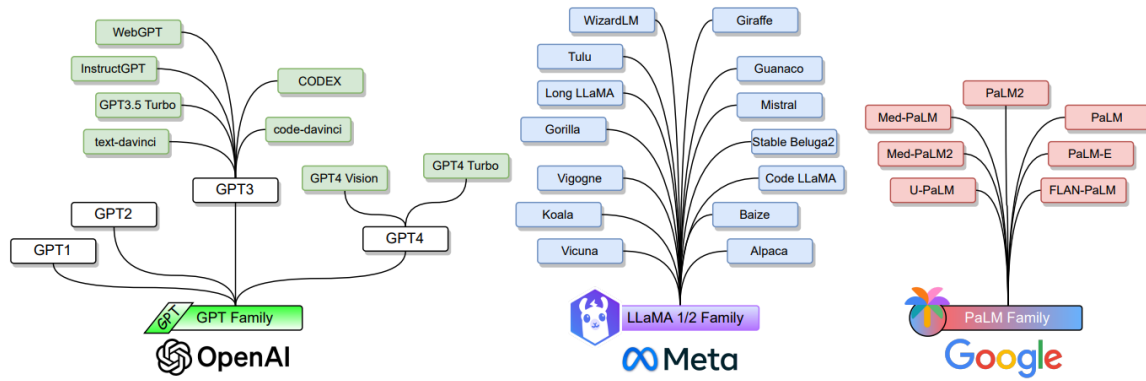 WebGPT
InstructGPT
CODEX
GPT3.5 Turbo
code-davinci
text-davinci
GPT3
GPT4 Vision
GPT4 Turbo
GPT2
GPT4
GPT1
GPT
GPT Family
OpenAI
WizardLM
Giraffe
Tulu
Guanaco
Long LLaMA
Mistral
Gorilla
Stable Beluga2
Vigogne
Code LLaMA
Koala
Baize
Vicuna
Alpaca
LLaMA 1/2 Family
Meta
PaLM2
Med-PaLM
PaLM
Med-PaLM2
PaLM-E
U-PaLM
FLAN-PaLM
PaLM Family
Google